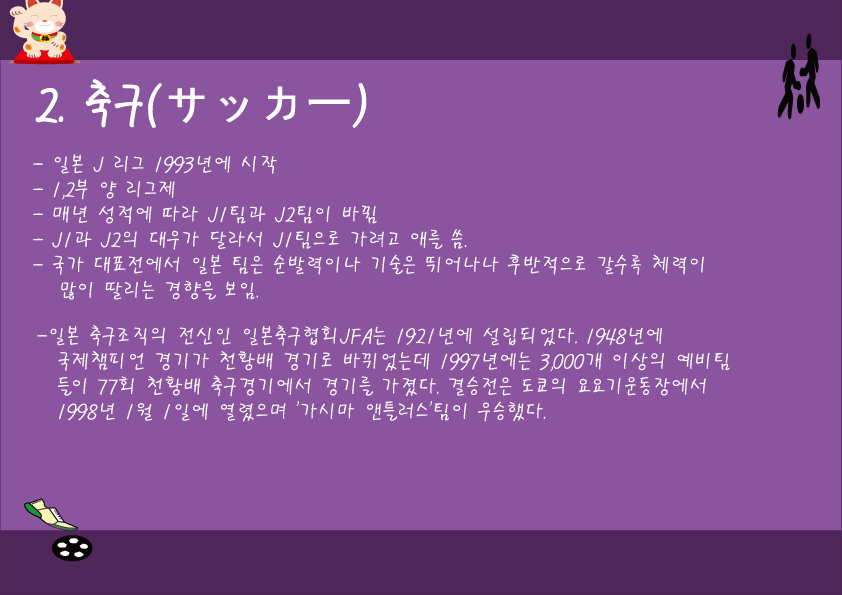 2. 축구(サッカー)
- 일본 J 리그 1993년에 시작
- 1,2부 양 리그제
- 매년 성적에 따라 J1팀과 J2팀이 바뀜
- J1과 J2의 대우가 달라서 J1팀으로 가려고 애를 씀.
- 국가 대표전에서 일본 팀은 순발력이나 기술은 뛰어나나 후반적으로 갈수록 체력이
많이 딸리는 경향을 보임.
-일본 축구조직의 전신인 일본축구협회JFA는 1921년에 설립되었다. 1948년에
국제챔피언 경기가 천황배 경기로 바뀌었는데 1997년에는 3,000개 이상의 예비팀
들이 77회 천황배 축구경기에서 경기를 가졌다. 결승전은 도쿄의 요요기운동장에서
1998년 1월 1일에 열렸으며 '가시마 앤틀러스'팀이 우승했다.